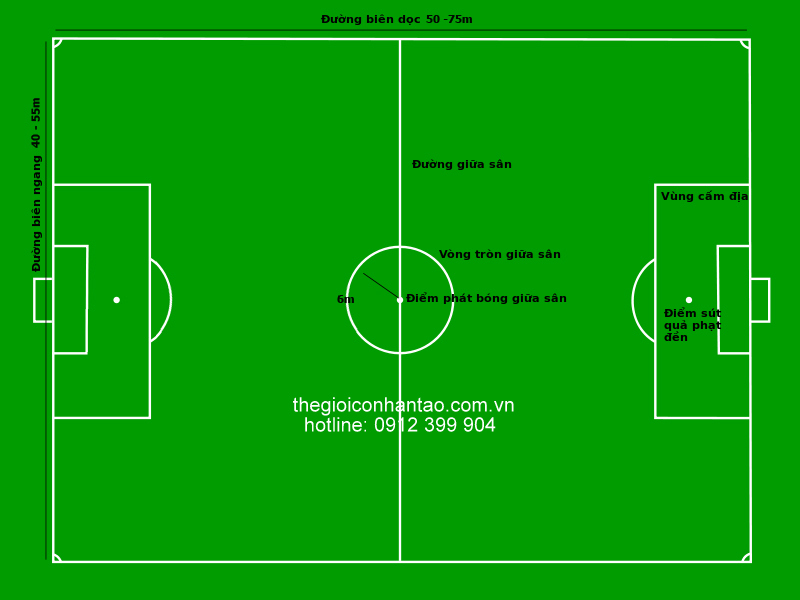 Đường biên dọc 50 -75m
Đường biên ngang 40 - 55m
Đường giữa sân
Vùng cấm địa
Vòng tròn giữa sân
6m
Điểm phát bóng giữa sân
Điểm sút
quả phạt
đền
thegioiconhantao.com.vn
hotline: 0912 399 904